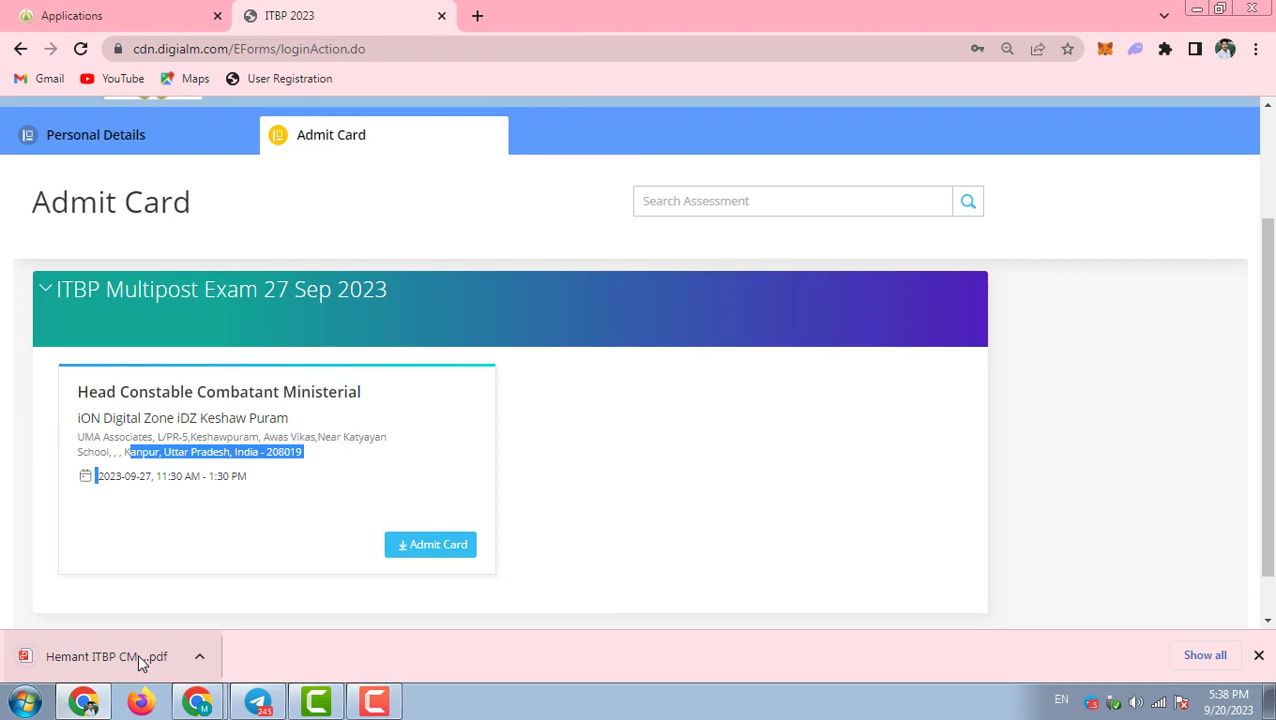 Applications
ITBP 2023
cdn.digialm.com/EForms/loginAction.do
Gmail
YouTube
Maps
User Registration
Personal Details
Admit Card
Admit Card
Search Assessment
ITBP Multipost Exam 27 Sep 2023
Head Constable Combatant Ministerial
iON Digital Zone iDZ Keshaw Puram
UMA Associates, L/PR-5,Keshawpuram, Awas Vikas,Near Katyayan
School, , , Kanpur, Uttar Pradesh, India - 208019
2023-09-27, 11:30 AM - 1:30 PM
Admit Card
Hemant ITBP CM....pdf
Show all
245
EN
5:38 PM
9/20/2023